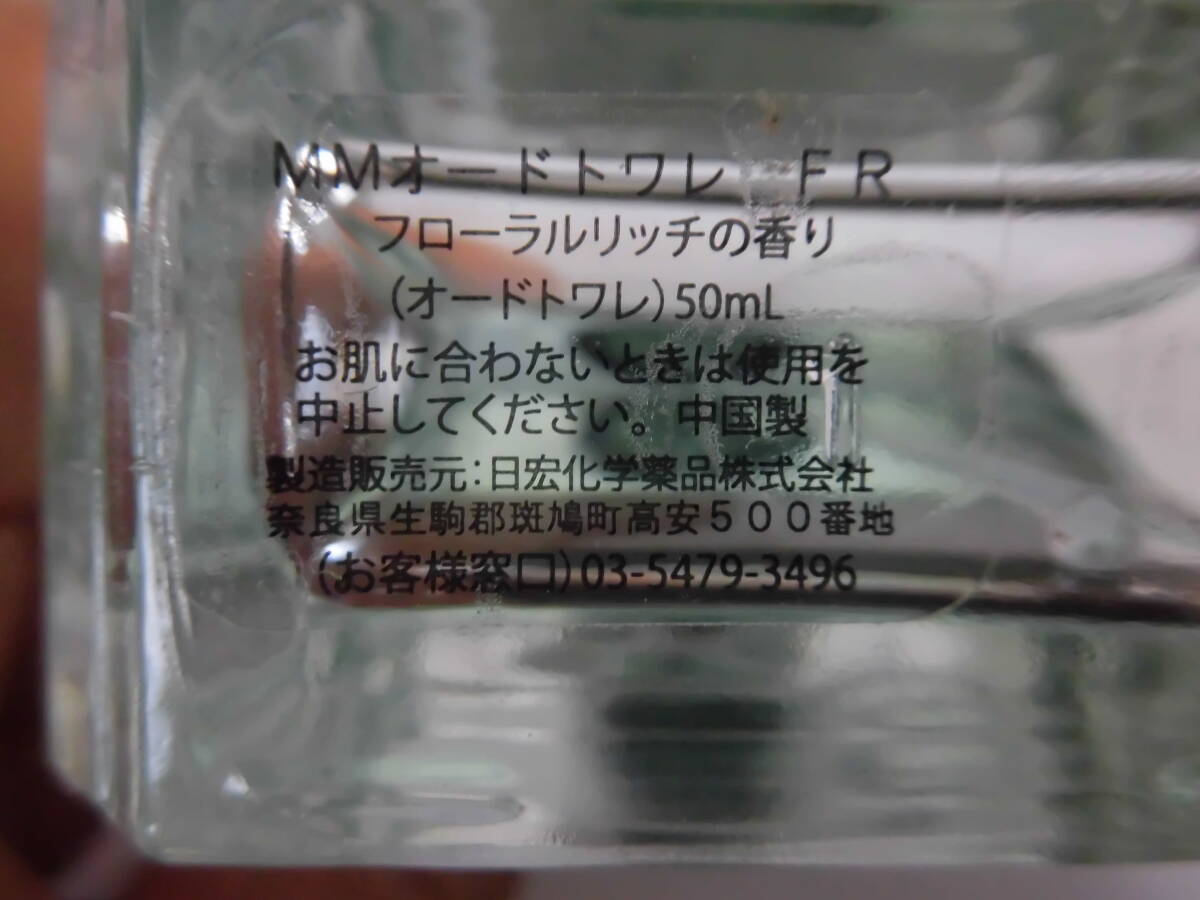 ＭＭオードトワレ　ＦＲ
フローラルリッチの香り
(オードトワレ)50mL
お肌に合わないときは使用を
中止してください。中国製
製造販売元:日宏化学薬品株式会社
奈良県生駒郡斑鳩町高安５００番地
(お客様窓口)03-5479-3496